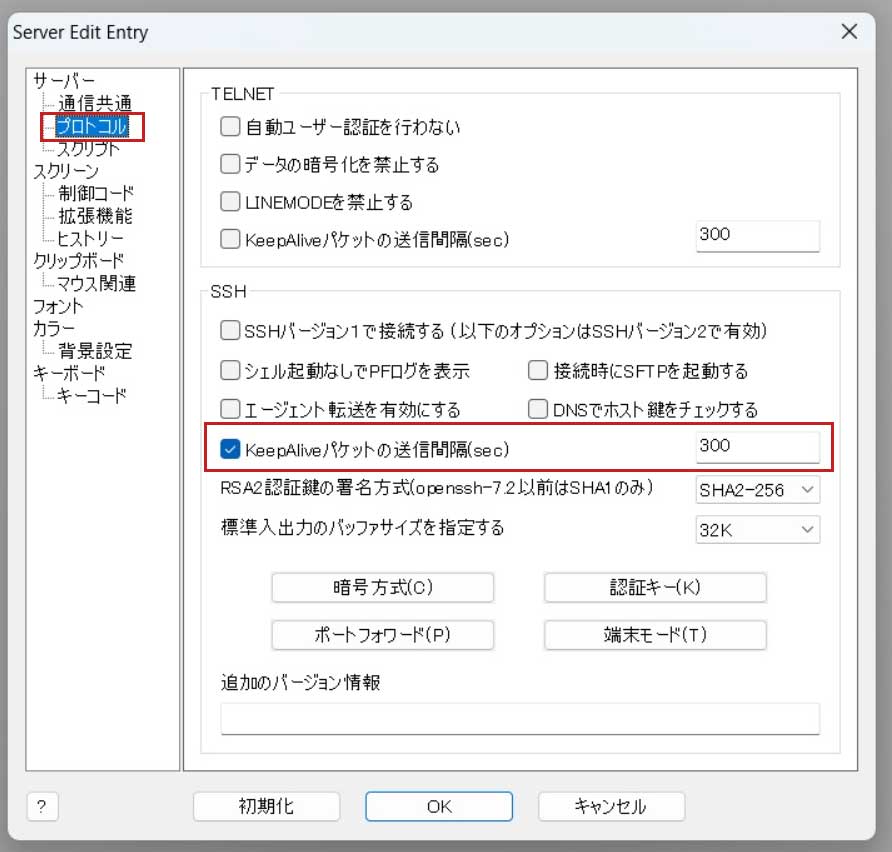 Server Edit Entry
サーバー
通信共通
プロトコル
スクリプト
スクリーン
制御コード
拡張機能
ヒストリー
クリップボード
マウス関連
フォント
カラー
背景設定
キーボード
キーコード
TELNET
自動ユーザー認証を行わない
データの暗号化を禁止する
LINEMODEを禁止する
KeepAliveパケットの送信間隔(sec) 300
SSH
SSHバージョン1で接続する(以下のオプションはSSHバージョン2で有効)
シェル起動なしでPFログを表示 接続時にSFTPを起動する
エージェント転送を有効にする DNSでホスト鍵をチェックする
KeepAliveパケットの送信間隔(sec) 300
RSA2認証鍵の署名方式(openssh-7.2以前はSHA1のみ) SHA2-256
標準入出力のバッファサイズを指定する 32K
暗号方式(C) 認証キー(K)
ポートフォワード(P) 端末モード(T)
追加のバージョン情報
? 初期化 OK キャンセル